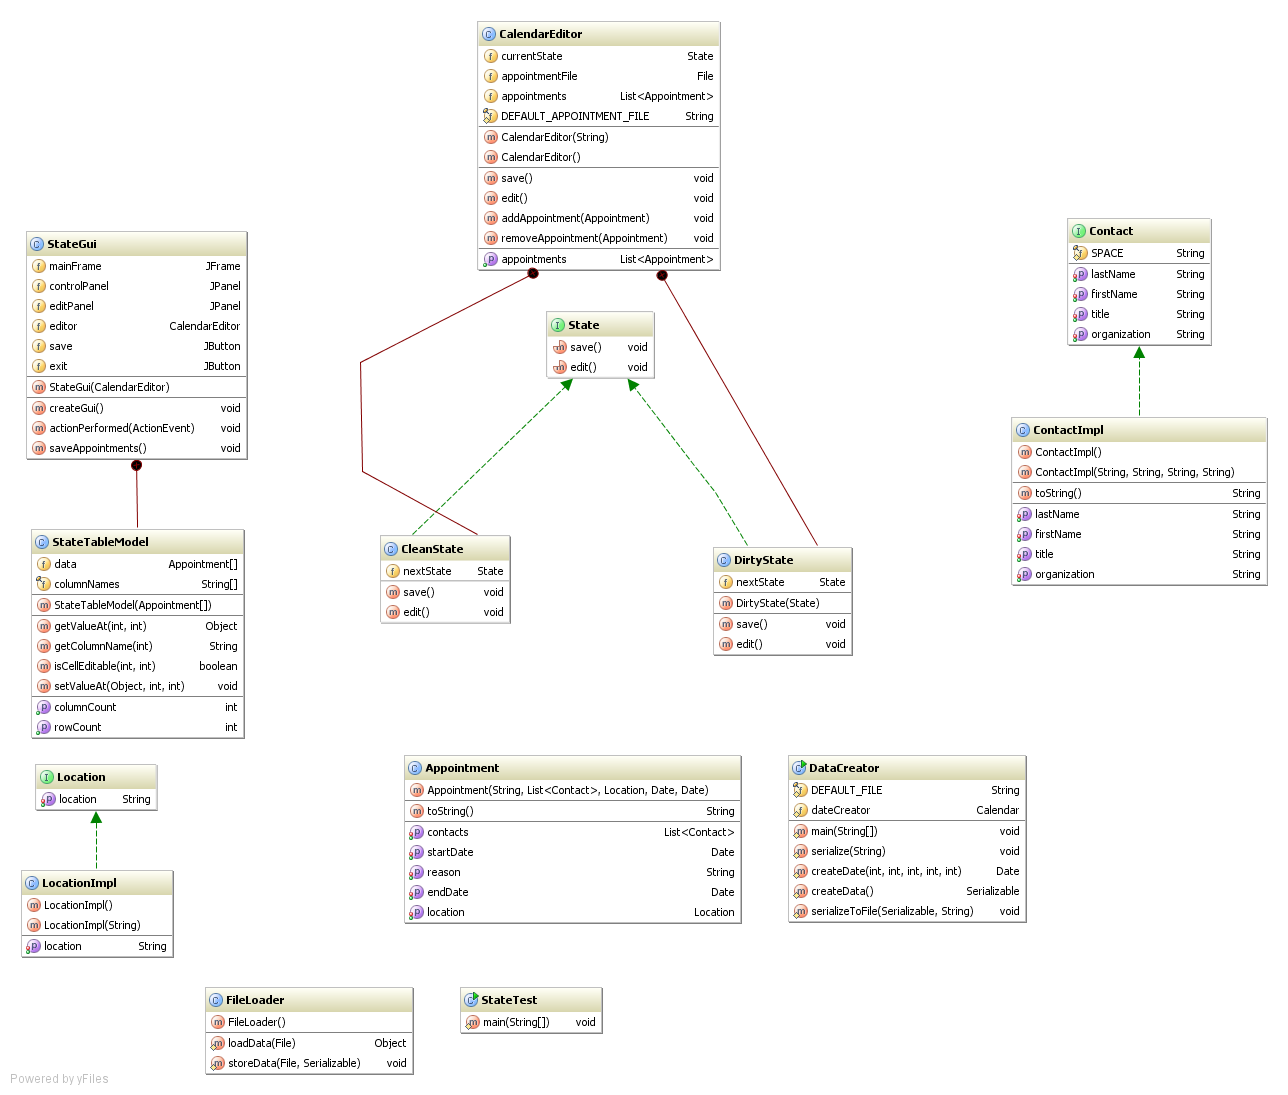 CalendarEditor
currentState State
appointmentFile File
appointments List<Appointment>
DEFAULT_APPOINTMENT_FILE String
CalendarEditor(String)
CalendarEditor()
save() void
edit() void
addAppointment(Appointment) void
removeAppointment(Appointment) void
appointments List<Appointment>
StateGui
mainFrame JFrame
controlPanel JPanel
editPanel JPanel
editor CalendarEditor
save JButton
exit JButton
StateGui(CalendarEditor)
createGui() void
actionPerformed(ActionEvent) void
saveAppointments() void
Contact
SPACE String
lastName String
firstName String
title String
organization String
State
save() void
edit() void
ContactImpl
ContactImpl()
ContactImpl(String, String, String, String)
toString() String
lastName String
firstName String
title String
organization String
StateTableModel
data Appointment[]
columnNames String[]
StateTableModel(Appointment[])
getValueAt(int, int) Object
getColumnName(int) String
isCellEditable(int, int) boolean
setValueAt(Object, int, int) void
columnCount int
rowCount int
CleanState
nextState State
save() void
edit() void
DirtyState
nextState State
DirtyState(State)
save() void
edit() void
Location
location String
LocationImpl
LocationImpl()
LocationImpl(String)
location String
Appointment
Appointment(String, List<Contact>, Location, Date, Date)
toString() String
contacts List<Contact>
startDate Date
reason String
endDate Date
location Location
DataCreator
DEFAULT_FILE String
dateCreator Calendar
main(String[]) void
serialize(String) void
createDate(int, int, int, int, int) Date
createData() Serializable
serializeToFile(Serializable, String) void
FileLoader
FileLoader()
loadData(File) Object
storeData(File, Serializable) void
StateTest
main(String[]) void
Powered by yFiles